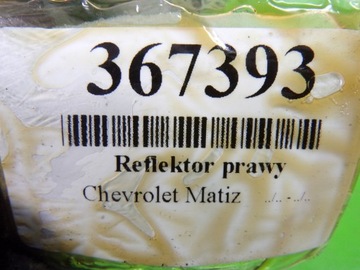 367393
Reflektor prawy
Chevrolet Matiz ../.. - ../..